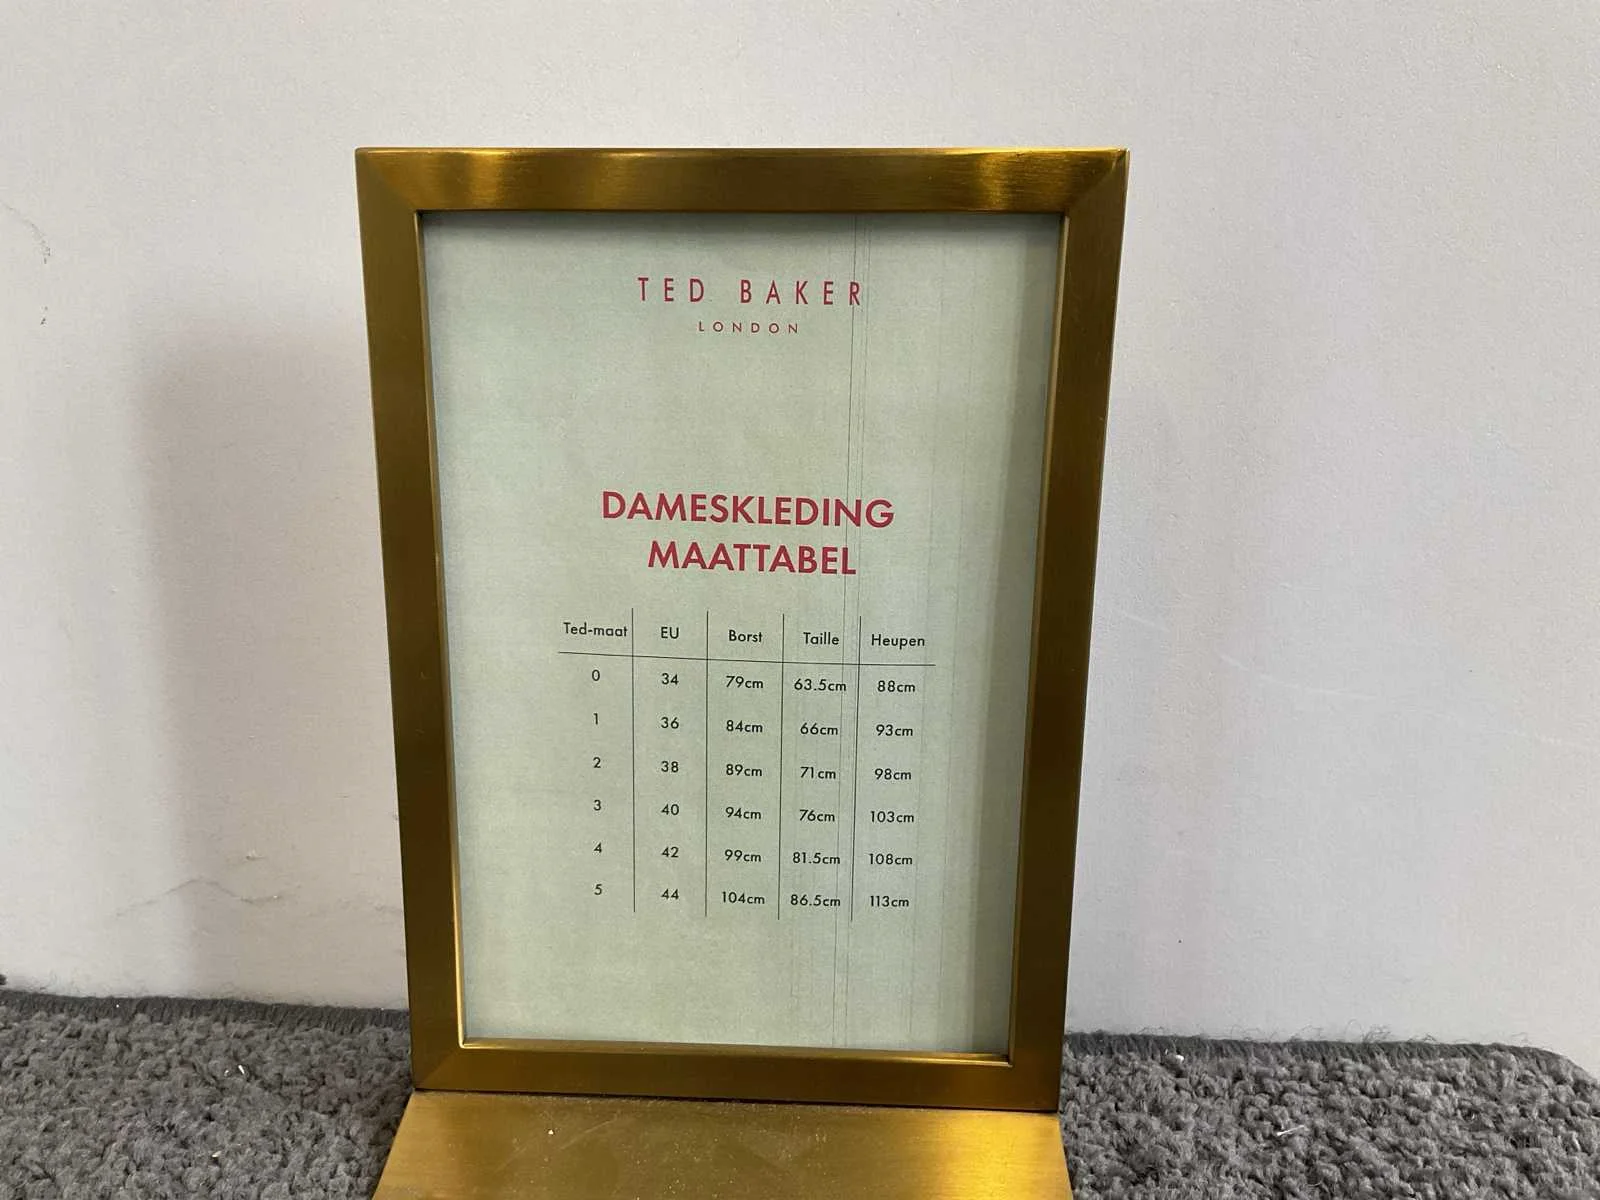 TED BAKER
LONDON
DAMESKLEDING
MAATTABEL
Ted-maat EU Borst Taille Heupen
0 34 79cm 63.5cm 88cm
1 36 84cm 66cm 93cm
2 38 89cm 71cm 98cm
3 40 94cm 76cm 103cm
4 42 99cm 81.5cm 108cm
5 44 104cm 86.5cm 113cm